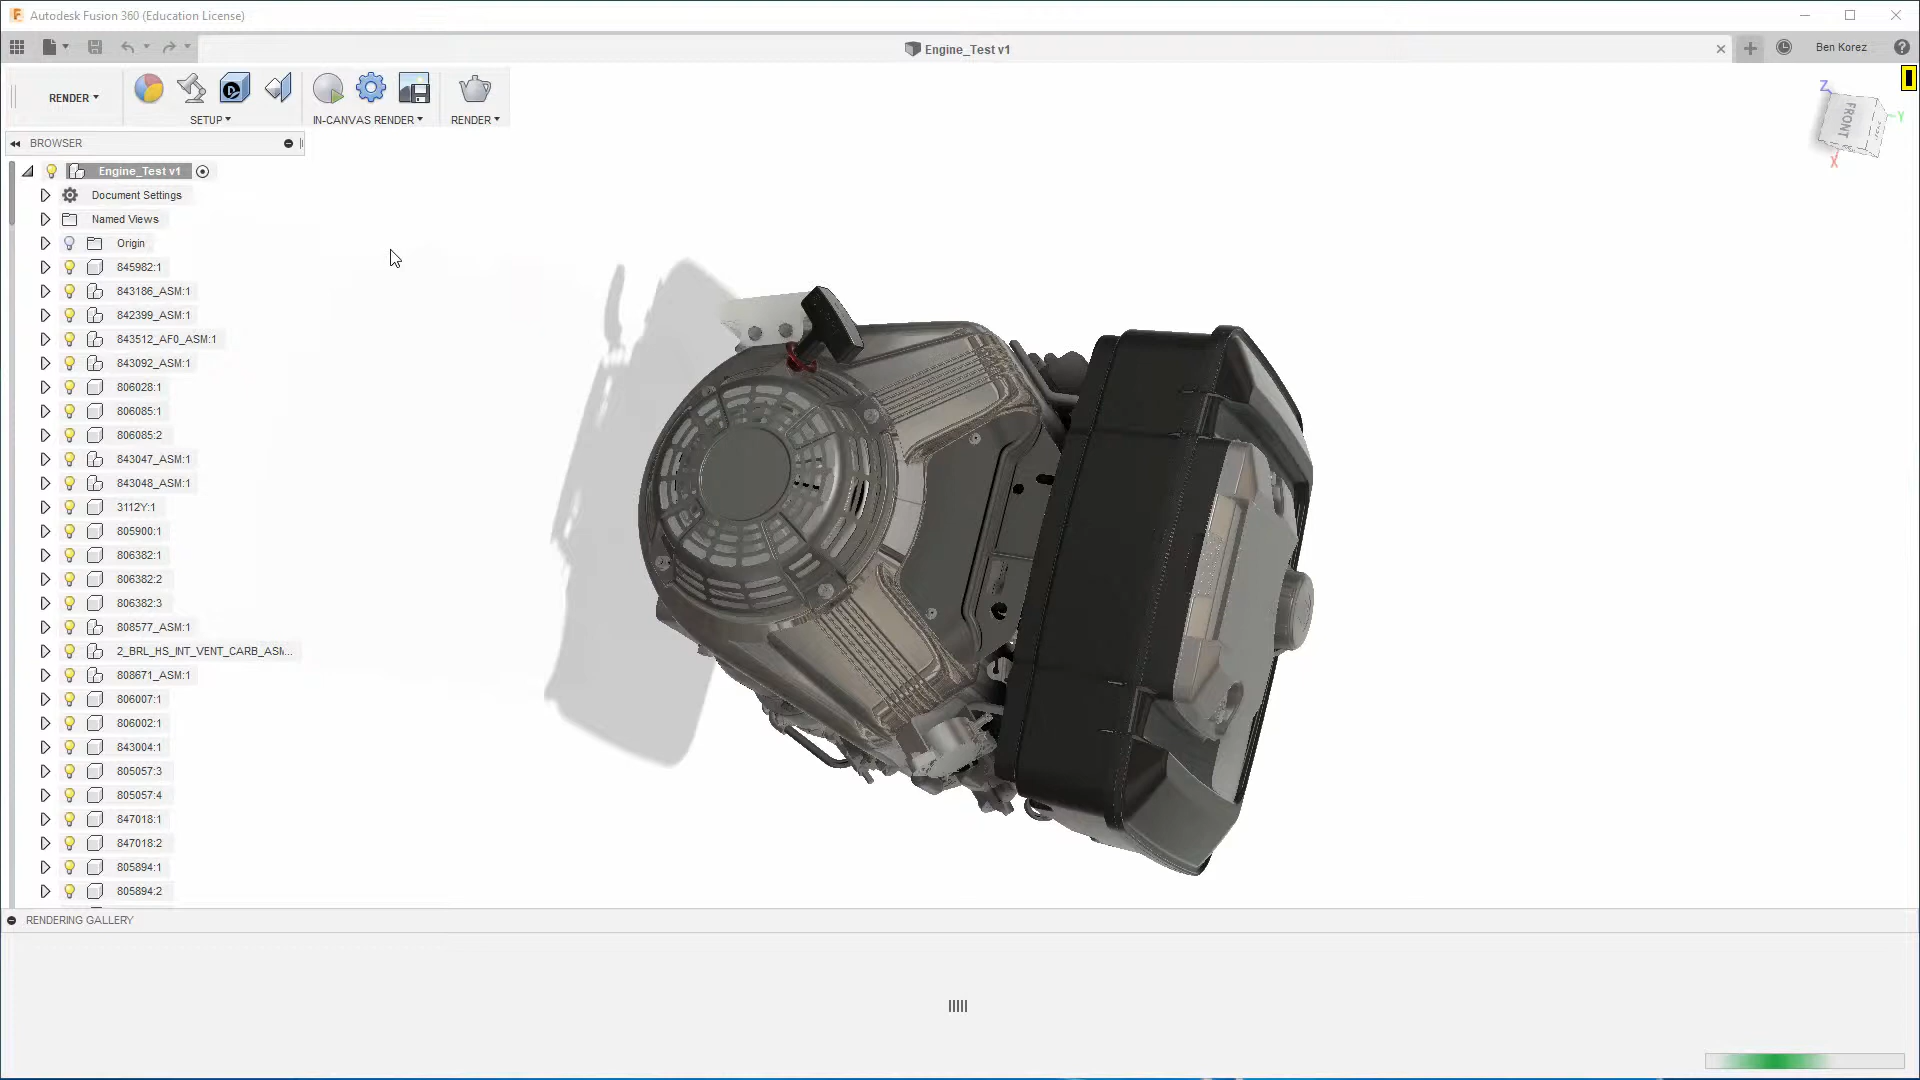 Autodesk Fusion 360 (Education License)
Engine_Test v1
Ben Korez
RENDER
SETUP
IN-CANVAS RENDER
RENDER
BROWSER
Engine_Test v1
Document Settings
Named Views
Origin
845982:1
843186_ASM:1
842399_ASM:1
843512_AF0_ASM:1
843092_ASM:1
806028:1
806085:1
806085:2
843047_ASM:1
843048_ASM:1
3112Y:1
805900:1
806382:1
806382:2
806382:3
808577_ASM:1
2_BRL_HS_INT_VENT_CARB_ASM...
808671_ASM:1
806007:1
806002:1
843004:1
805057:3
805057:4
847018:1
847018:2
805894:1
805894:2
Z
FRONT
Y
X
RENDERING GALLERY